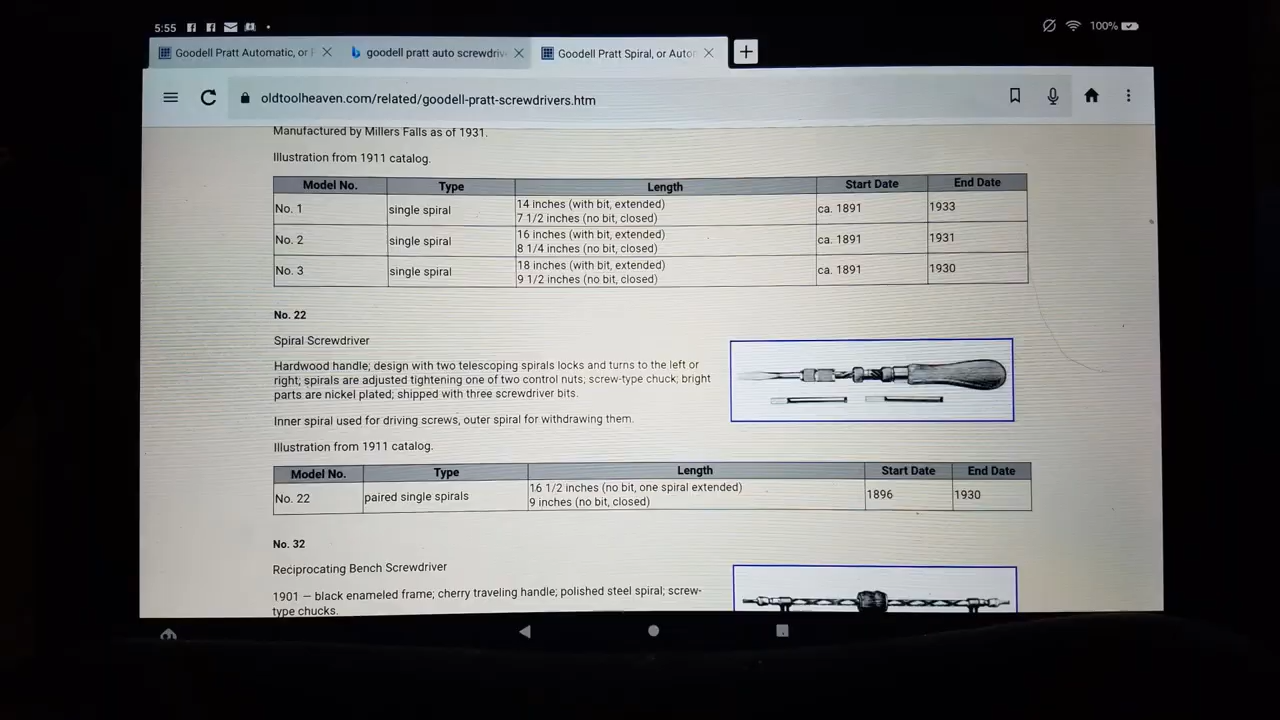 5:55
100%
Goodell Pratt Automatic, or
goodell pratt auto screwdriv
Goodell Pratt Spiral, or Autor
oldtoolheaven.com/related/goodell-pratt-screwdrivers.htm
Manufactured by Millers Falls as of 1931.
Illustration from 1911 catalog.
Model No. Type Length Start Date End Date
No. 1 single spiral 14 inches (with bit, extended) ca. 1891 1933
7 1/2 inches (no bit, closed)
No. 2 single spiral 16 inches (with bit, extended) ca. 1891 1931
8 1/4 inches (no bit, closed)
No. 3 single spiral 18 inches (with bit, extended) ca. 1891 1930
9 1/2 inches (no bit, closed)
No. 22
Spiral Screwdriver
Hardwood handle; design with two telescoping spirals locks and turns to the left or
right; spirals are adjusted tightening one of two control nuts; screw-type chuck; bright
parts are nickel plated; shipped with three screwdriver bits.
Inner spiral used for driving screws, outer spiral for withdrawing them.
Illustration from 1911 catalog.
Model No. Type Length Start Date End Date
No. 22 paired single spirals 16 1/2 inches (no bit, one spiral extended) 1896 1930
9 inches (no bit, closed)
No. 32
Reciprocating Bench Screwdriver
1901 — black enameled frame; cherry traveling handle; polished steel spiral; screw-
type chucks.